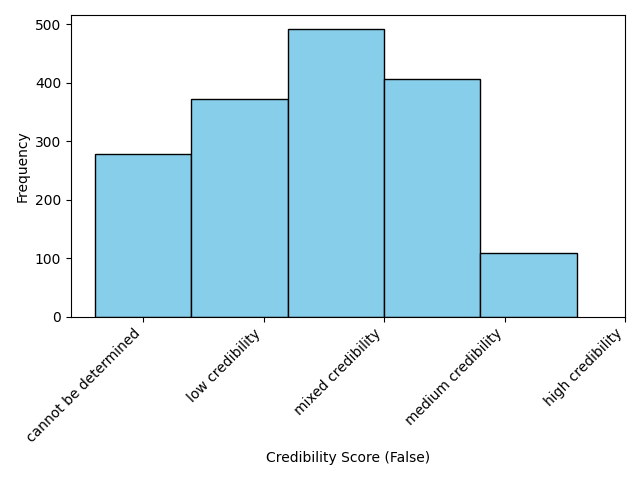 500
400
300
200
100
0
Frequency
cannot be determined
low credibility
mixed credibility
medium credibility
high credibility
Credibility Score (False)